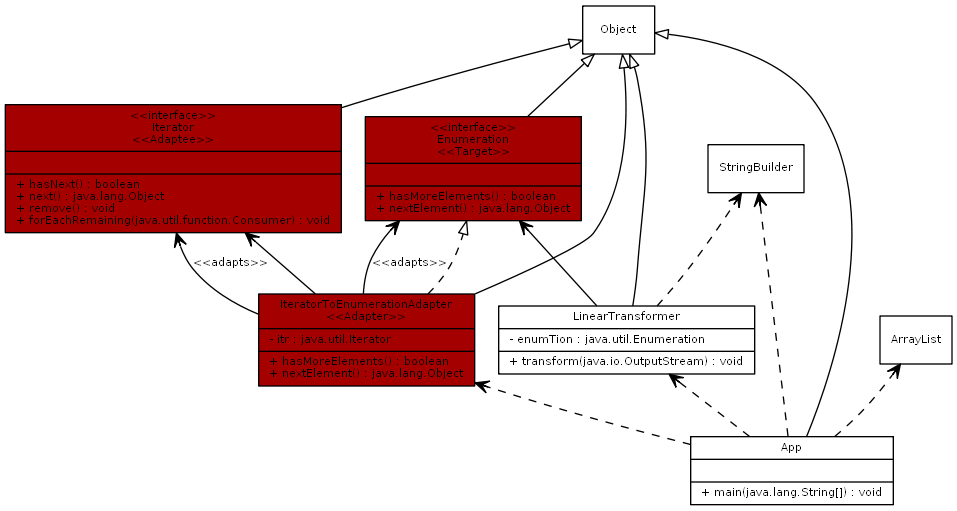 Object
<<interface>>
Iterator
<<Adaptee>>
+ hasNext() : boolean
+ next() : java.lang.Object
+ remove() : void
+ forEachRemaining(java.util.function.Consumer) : void
<<interface>>
Enumeration
<<Target>>
+ hasMoreElements() : boolean
+ nextElement() : java.lang.Object
StringBuilder
<<adapts>>
<<adapts>>
IteratorToEnumerationAdapter
<<Adapter>>
- itr : java.util.Iterator
+ hasMoreElements() : boolean
+ nextElement() : java.lang.Object
LinearTransformer
- enumTion : java.util.Enumeration
+ transform(java.io.OutputStream) : void
ArrayList
App
+ main(java.lang.String[]) : void